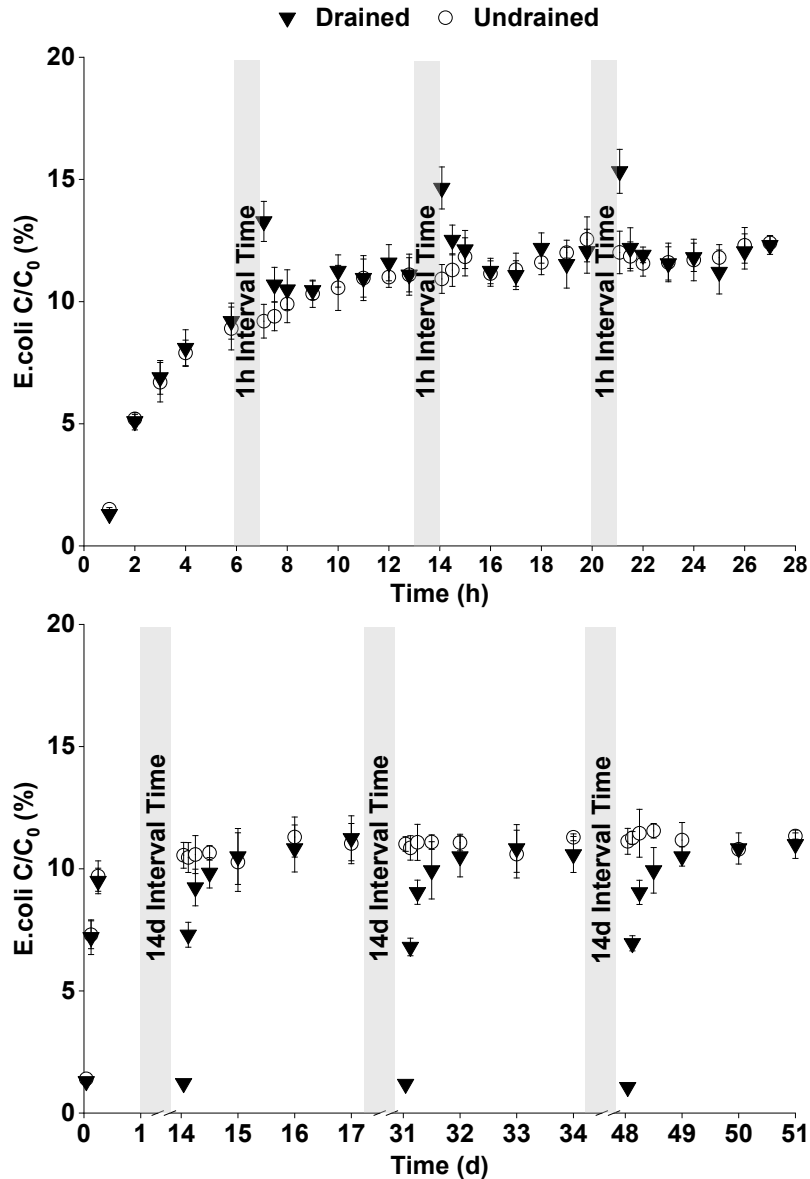 Drained Undrained
20
15
10
5
0
E.coli C/C₀ (%)
1h Interval Time
1h Interval Time
1h Interval Time
0 2 4 6 8 10 12 14 16 18 20 22 24 26 28
Time (h)
20
15
10
5
0
E.coli C/C₀ (%)
14d Interval Time
14d Interval Time
14d Interval Time
0 1 14 15 16 17 31 32 33 34 48 49 50 51
Time (d)